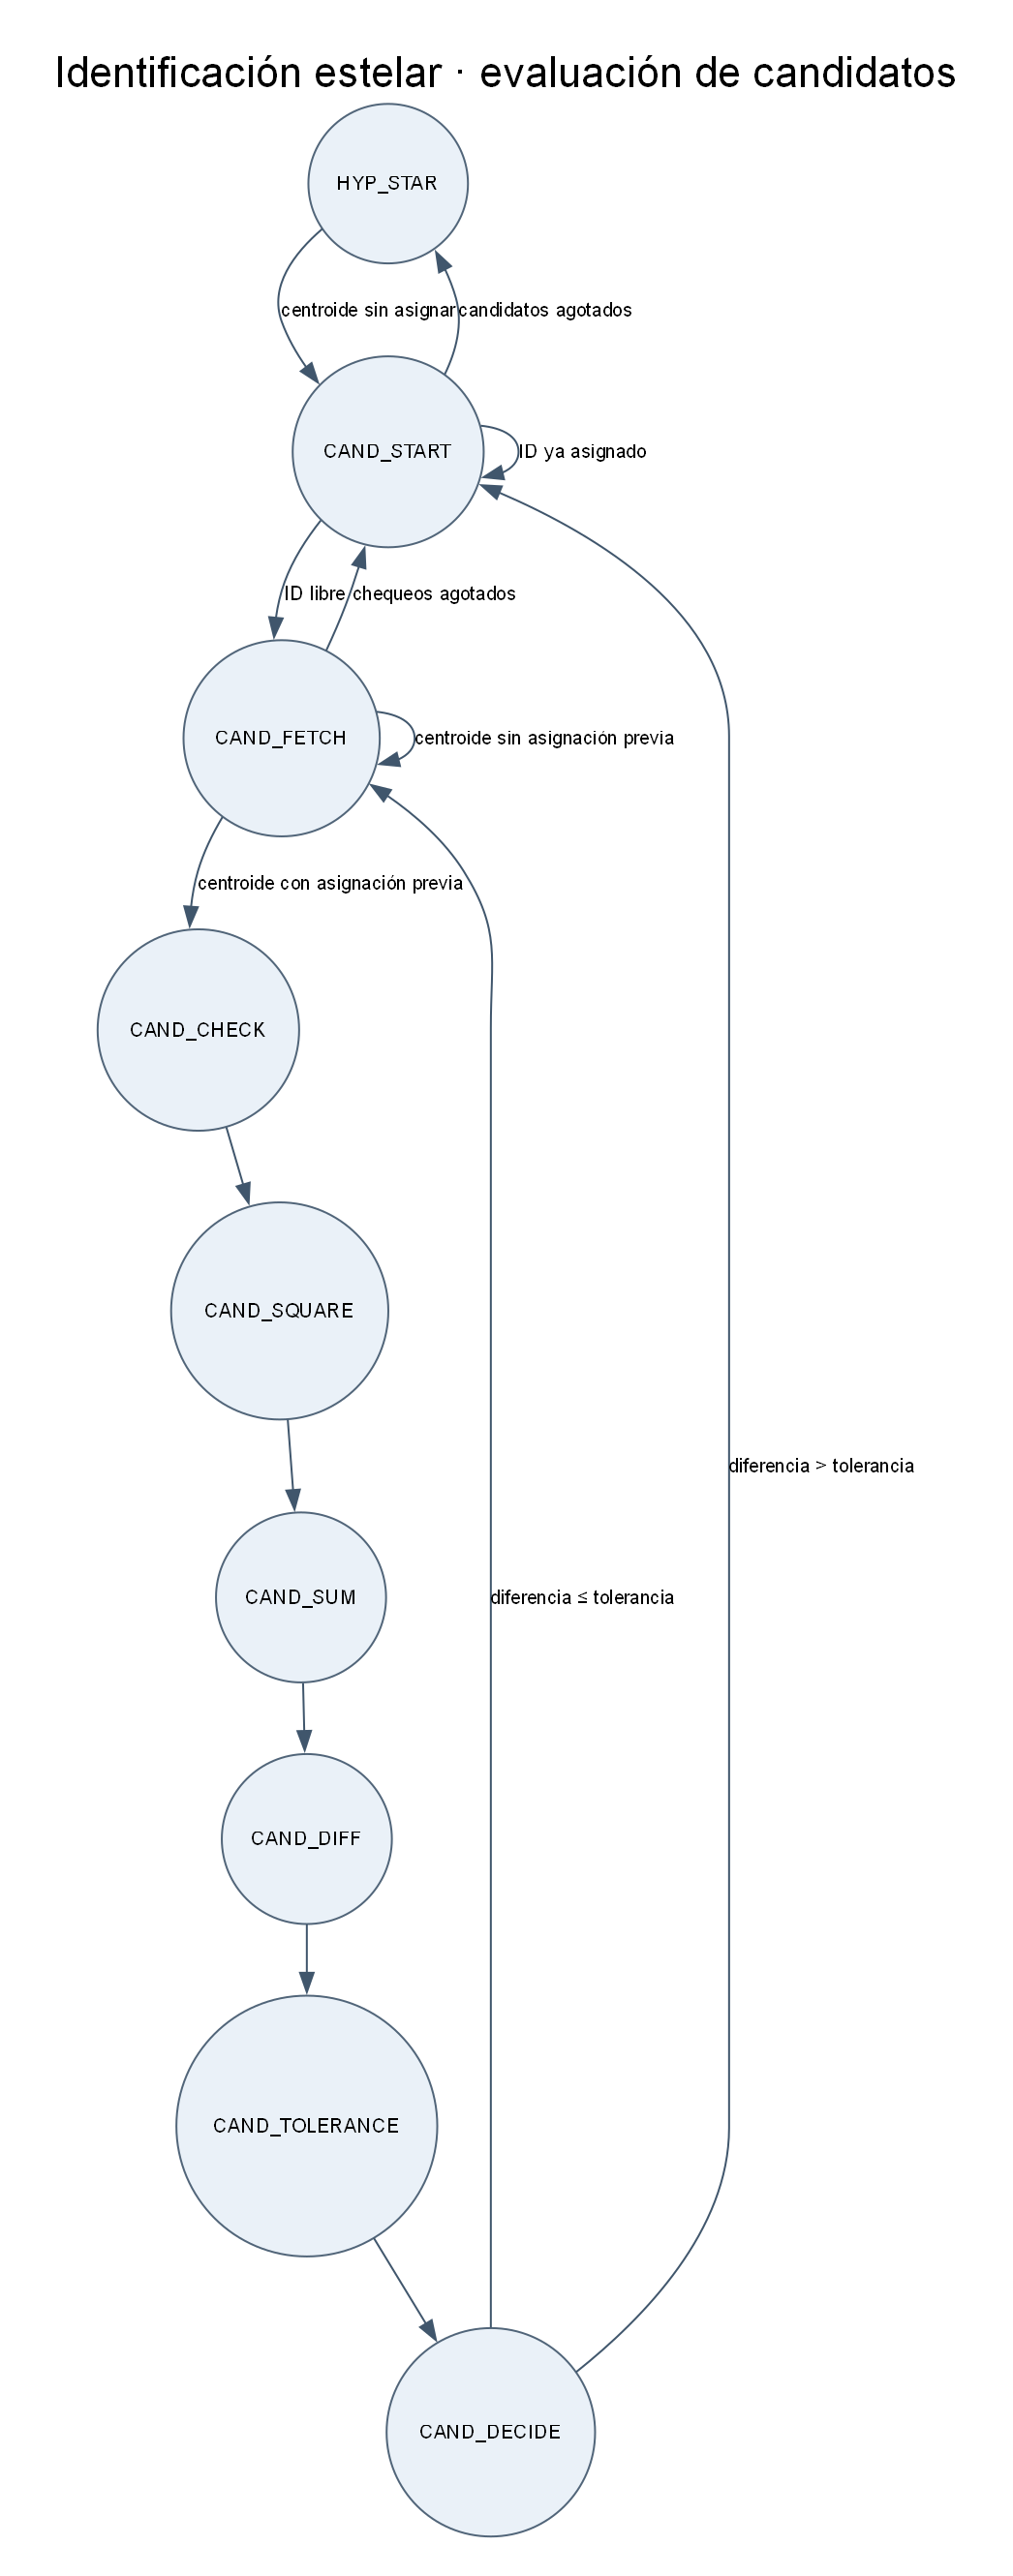 Identificación estelar · evaluación de candidatos
HYP_STAR
centroide sin asignar
candidatos agotados
CAND_START
ID ya asignado
ID libre
chequeos agotados
CAND_FETCH
centroide sin asignación previa
centroide con asignación previa
CAND_CHECK
CAND_SQUARE
diferencia > tolerancia
CAND_SUM
diferencia ≤ tolerancia
CAND_DIFF
CAND_TOLERANCE
CAND_DECIDE